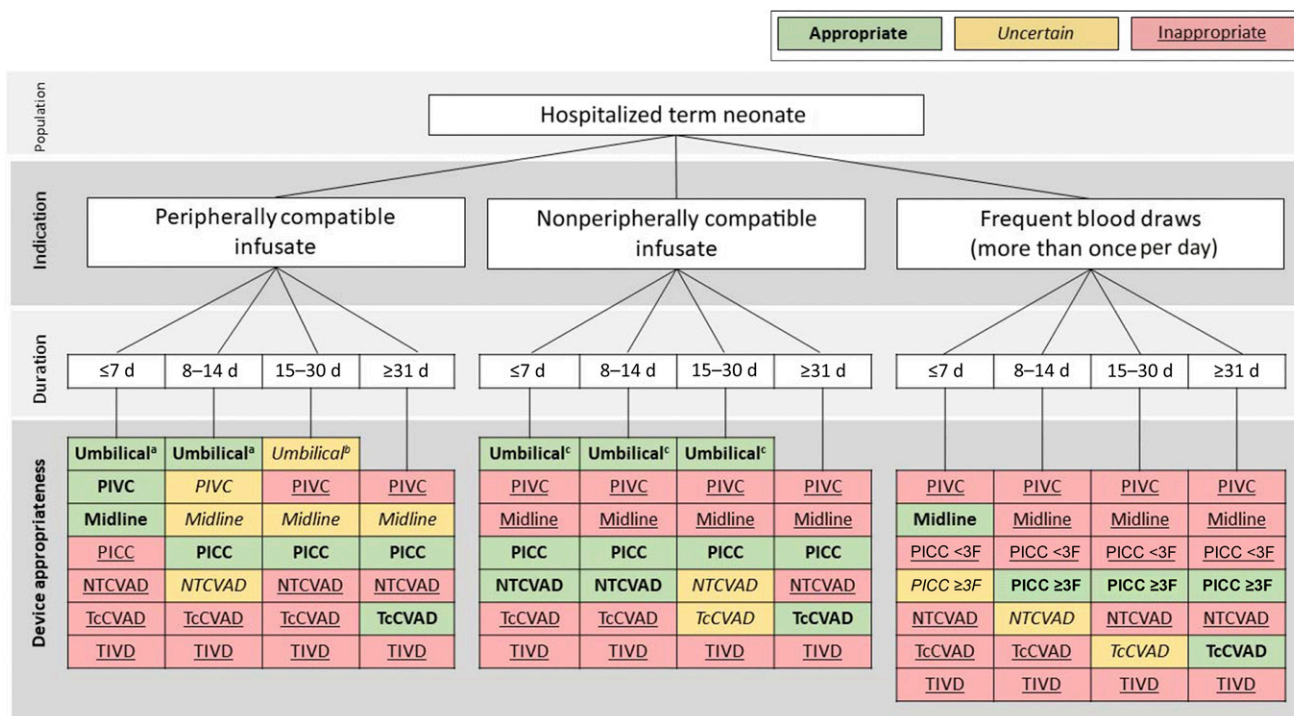 Appropriate Uncertain Inappropriate
Population
Hospitalized term neonate
Indication
Peripherally compatible
infusate
Nonperipherally compatible
infusate
Frequent blood draws
(more than once per day)
Duration
≤7 d 8–14 d 15–30 d ≥31 d ≤7 d 8–14 d 15–30 d ≥31 d ≤7 d 8–14 d 15–30 d ≥31 d
Device appropriateness
Umbilicalᵃ Umbilicalᵃ Umbilicalᵇ Umbilicalᶜ Umbilicalᶜ Umbilicalᶜ
PIVC PIVC PIVC PIVC PIVC PIVC PIVC PIVC PIVC PIVC PIVC PIVC
Midline Midline Midline Midline Midline Midline Midline Midline Midline Midline Midline Midline
PICC PICC PICC PICC PICC PICC PICC PICC PICC <3F PICC <3F PICC <3F PICC <3F
NTCVAD NTCVAD NTCVAD NTCVAD NTCVAD NTCVAD NTCVAD NTCVAD PICC ≥3F PICC ≥3F PICC ≥3F PICC ≥3F
TcCVAD TcCVAD TcCVAD TcCVAD TcCVAD TcCVAD TcCVAD TcCVAD NTCVAD NTCVAD NTCVAD NTCVAD
TIVD TIVD TIVD TIVD TIVD TIVD TIVD TIVD TcCVAD TcCVAD TcCVAD TcCVAD
TIVD TIVD TIVD TIVD